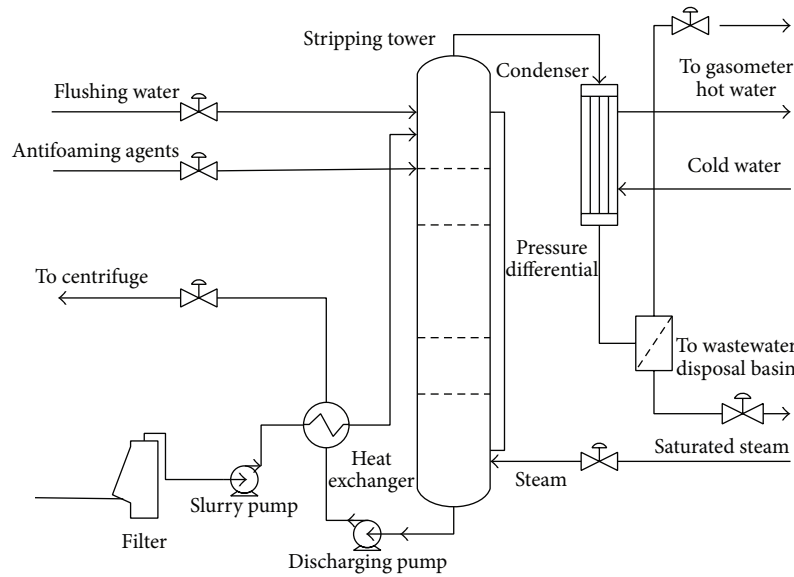 Stripping tower
Condenser
To gasometer
hot water
Flushing water
Antifoaming agents
Cold water
Pressure
differential
To centrifuge
To wastewater
disposal basin
Saturated steam
Heat
exchanger
Steam
Slurry pump
Filter
Discharging pump